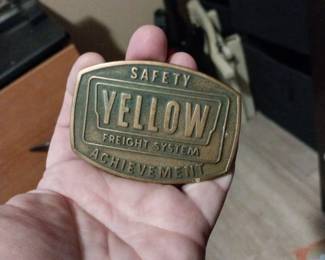 SAFETY
YELLOW
FREIGHT SYSTEM
ACHIEVEMENT